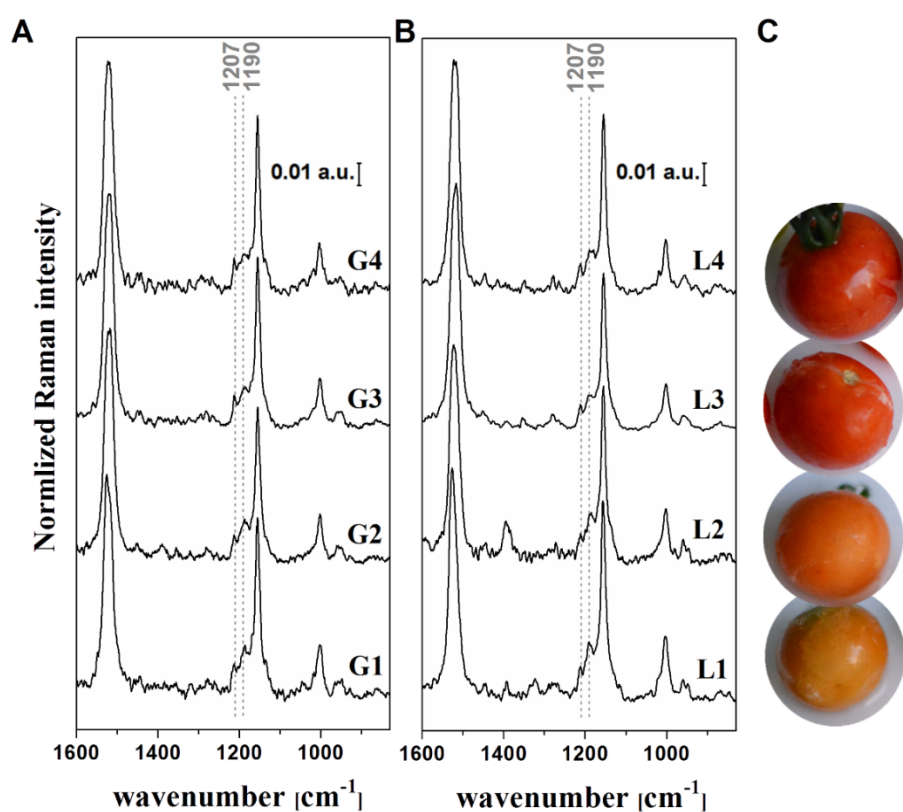 A
B
C
1207
1190
1207
1190
0.01 a.u.
0.01 a.u.
Normlized Raman intensity
G4
L4
G3
L3
G2
L2
G1
L1
1600 1400 1200 1000
1600 1400 1200 1000
wavenumber [cm⁻¹]
wavenumber [cm⁻¹]